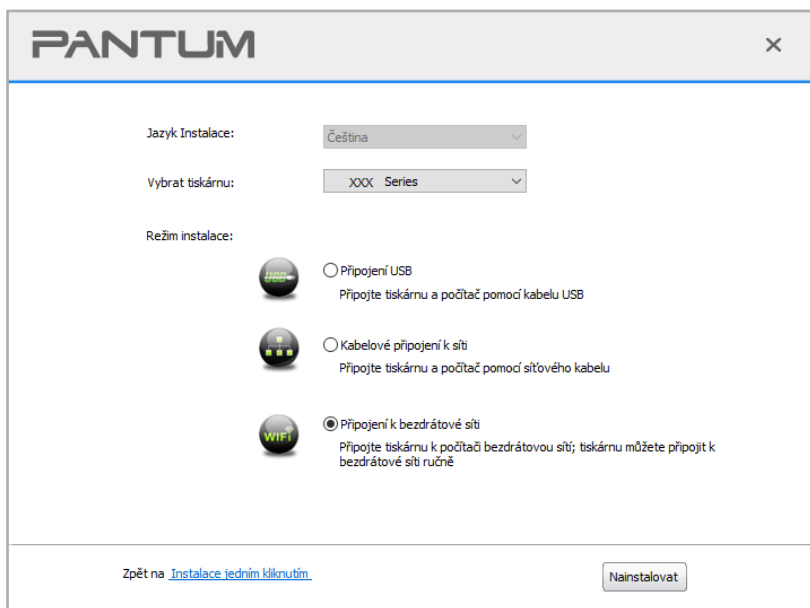 PANTUM
Jazyk Instalace:
Čeština
Vybrat tiskárnu:
XXX Series
Režim instalace:
USB
Připojení USB
Připojte tiskárnu a počítač pomocí kabelu USB
Kabelové připojení k síti
Připojte tiskárnu a počítač pomocí síťového kabelu
WiFi
Připojení k bezdrátové síti
Připojte tiskárnu k počítači bezdrátovou sítí; tiskárnu můžete připojit k
bezdrátové síti ručně
Zpět na Instalace jedním kliknutím
Nainstalovat